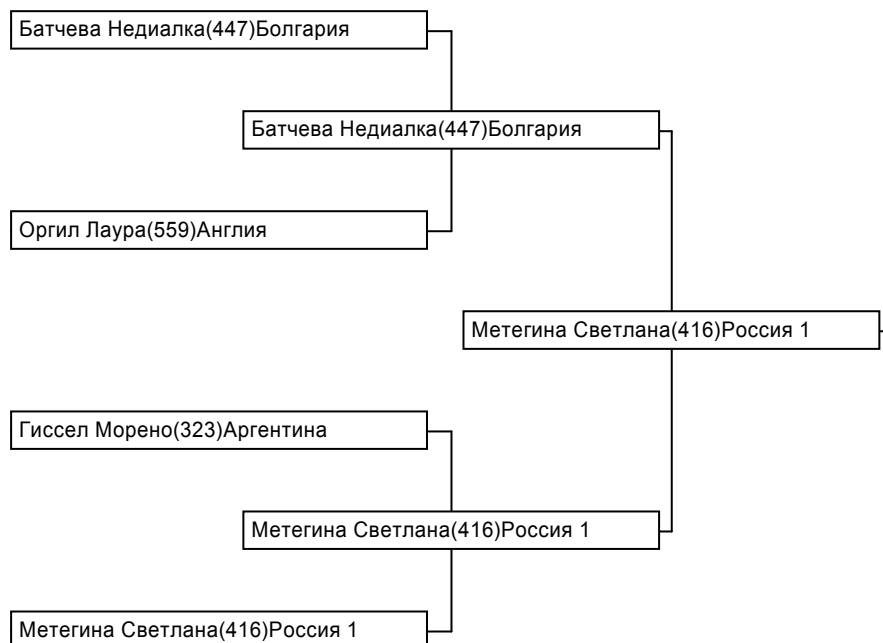 Батчева Недиалка(447)Болгария
Батчева Недиалка(447)Болгария
Оргил Лаура(559)Англия
Метегина Светлана(416)Россия 1
Гиссел Морено(323)Аргентина
Метегина Светлана(416)Россия 1
Метегина Светлана(416)Россия 1